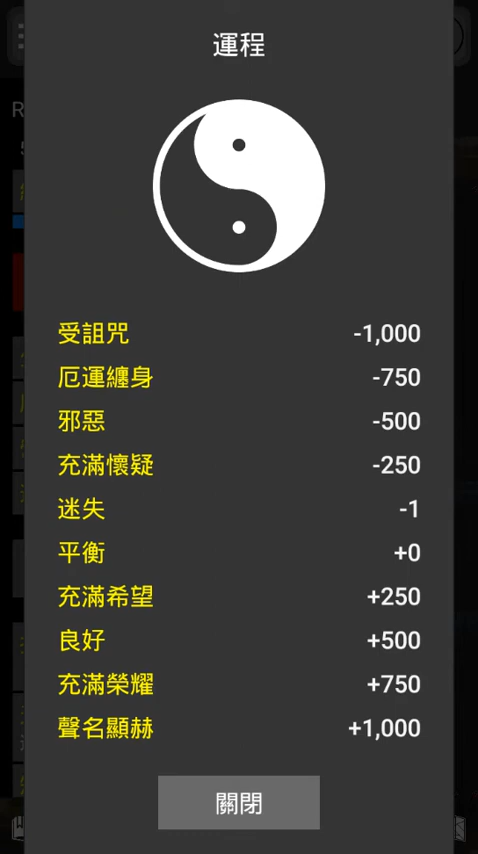 運程
受詛咒 -1,000
厄運纏身 -750
邪惡 -500
充滿懷疑 -250
迷失 -1
平衡 +0
充滿希望 +250
良好 +500
充滿榮耀 +750
聲名顯赫 +1,000
關閉